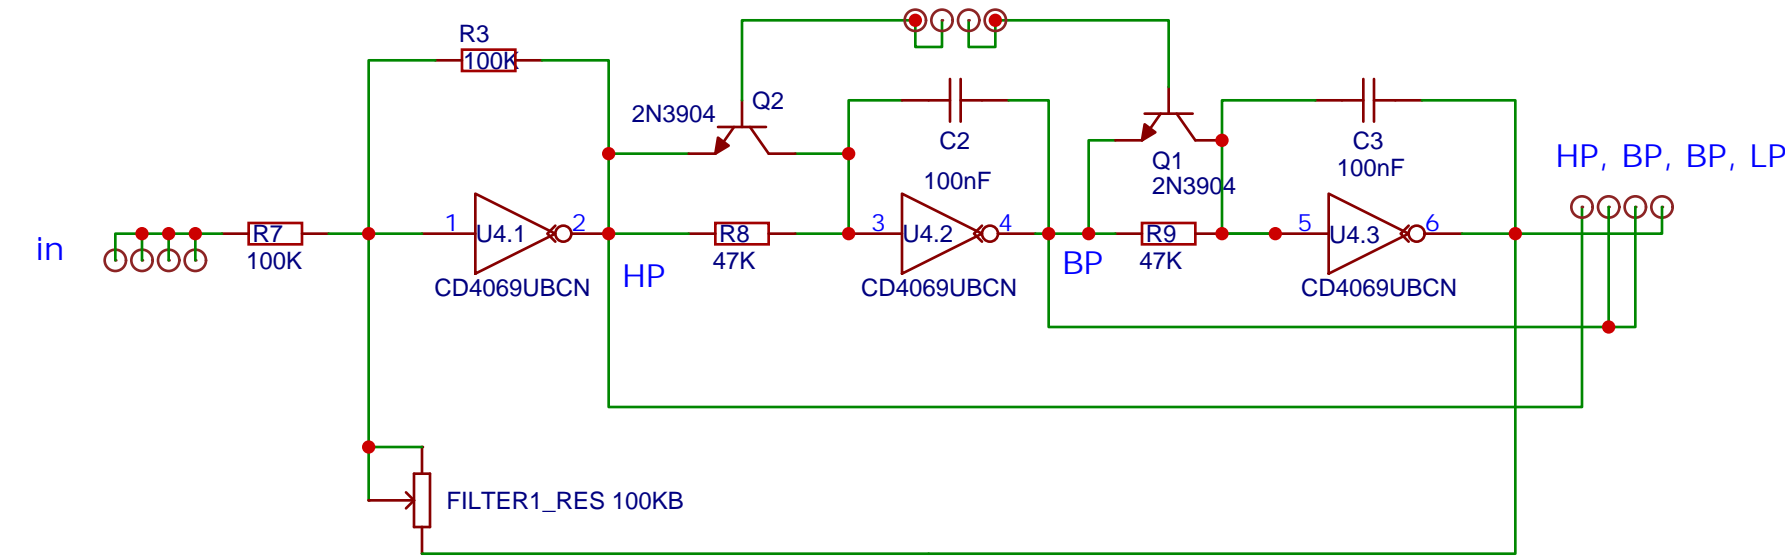 R3
100K
2N3904
Q2
C2
100nF
Q1
2N3904
C3
100nF
HP, BP, BP, LP
in
R7
100K
1
U4.1
2
CD4069UBCN
HP
R8
47K
3
U4.2
4
CD4069UBCN
BP
R9
47K
5
U4.3
6
CD4069UBCN
FILTER1_RES 100KB